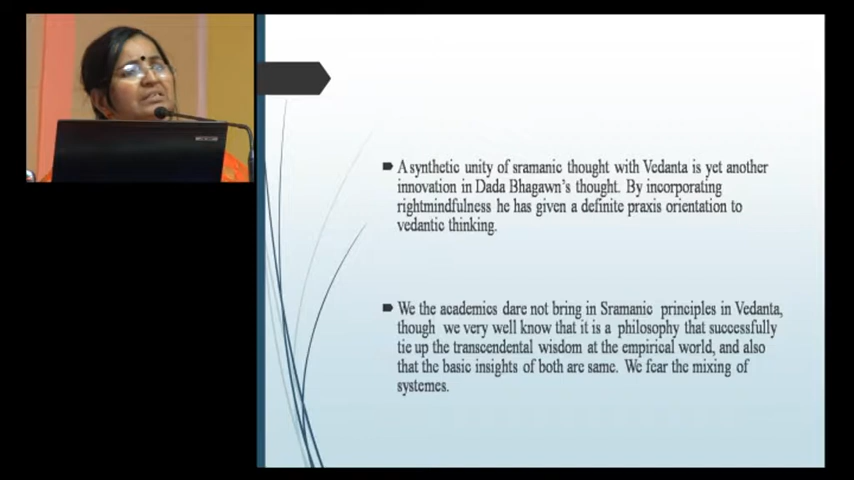 A synthetic unity of sramanic thought with Vedanta is yet another
innovation in Dada Bhagawn's thought. By incorporating
rightmindfulness he has given a definite praxis orientation to
vedantic thinking.
We the academics dare not bring in Sramanic principles in Vedanta,
though we very well know that it is a philosophy that successfully
tie up the transcendental wisdom at the empirical world, and also
that the basic insights of both are same. We fear the mixing of
systemes.